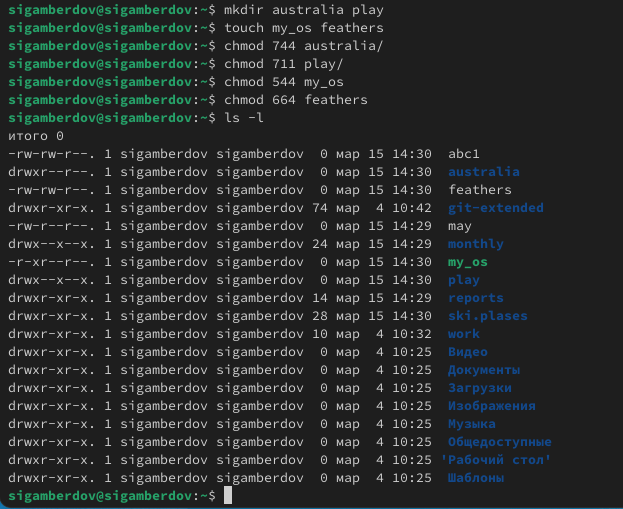 sigamberdov@sigamberdov:~$ mkdir australia play
sigamberdov@sigamberdov:~$ touch my_os feathers
sigamberdov@sigamberdov:~$ chmod 744 australia/
sigamberdov@sigamberdov:~$ chmod 711 play/
sigamberdov@sigamberdov:~$ chmod 544 my_os
sigamberdov@sigamberdov:~$ chmod 664 feathers
sigamberdov@sigamberdov:~$ ls -l
итого 0
-rw-rw-r--. 1 sigamberdov sigamberdov  0 мар 15 14:30  abc1
drwxr--r--. 1 sigamberdov sigamberdov  0 мар 15 14:30  australia
-rw-rw-r--. 1 sigamberdov sigamberdov  0 мар 15 14:30  feathers
drwxr-xr-x. 1 sigamberdov sigamberdov 74 мар  4 10:42  git-extended
-rw-r--r--. 1 sigamberdov sigamberdov  0 мар 15 14:29  may
drwx--x--x. 1 sigamberdov sigamberdov 24 мар 15 14:29  monthly
-r-xr--r--. 1 sigamberdov sigamberdov  0 мар 15 14:30  my_os
drwx--x--x. 1 sigamberdov sigamberdov  0 мар 15 14:30  play
drwxr-xr-x. 1 sigamberdov sigamberdov 14 мар 15 14:29  reports
drwxr-xr-x. 1 sigamberdov sigamberdov 28 мар 15 14:30  ski.plases
drwxr-xr-x. 1 sigamberdov sigamberdov 10 мар  4 10:32  work
drwxr-xr-x. 1 sigamberdov sigamberdov  0 мар  4 10:25  Видео
drwxr-xr-x. 1 sigamberdov sigamberdov  0 мар  4 10:25  Документы
drwxr-xr-x. 1 sigamberdov sigamberdov  0 мар  4 10:25  Загрузки
drwxr-xr-x. 1 sigamberdov sigamberdov  0 мар  4 10:25  Изображения
drwxr-xr-x. 1 sigamberdov sigamberdov  0 мар  4 10:25  Музыка
drwxr-xr-x. 1 sigamberdov sigamberdov  0 мар  4 10:25  Общедоступные
drwxr-xr-x. 1 sigamberdov sigamberdov  0 мар  4 10:25 'Рабочий стол'
drwxr-xr-x. 1 sigamberdov sigamberdov  0 мар  4 10:25  Шаблоны
sigamberdov@sigamberdov:~$